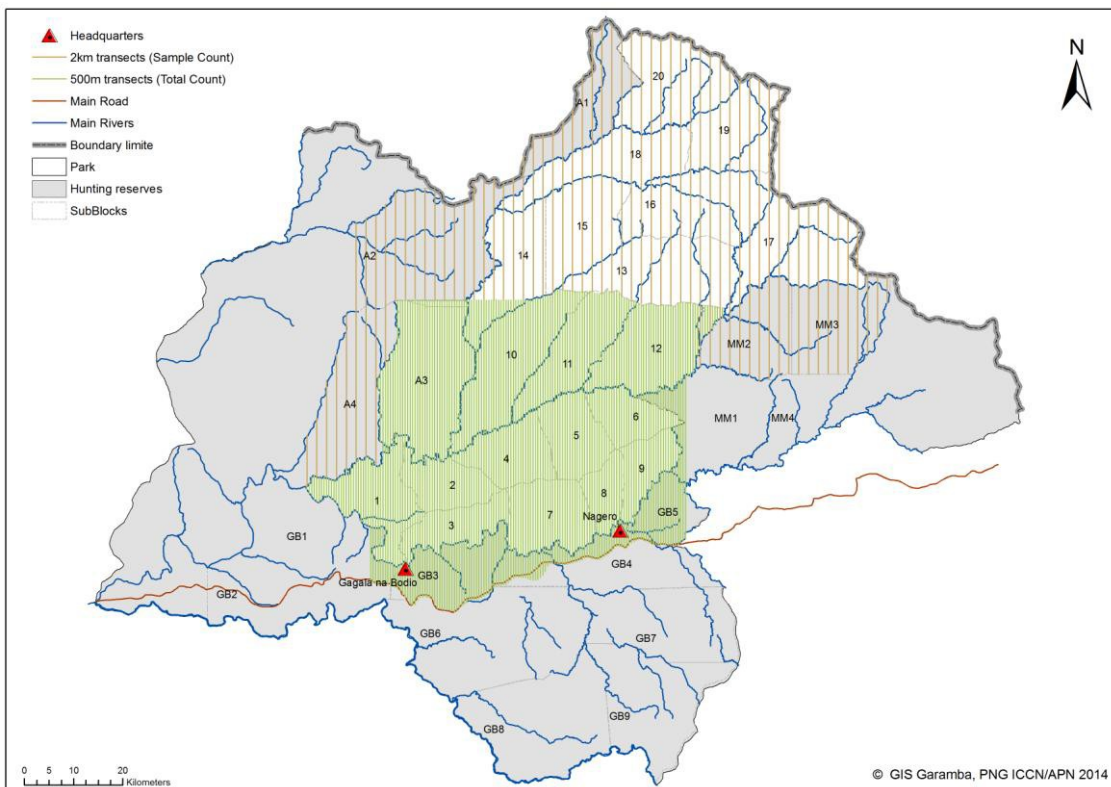 Headquarters
2km transects (Sample Count)
500m transects (Total Count)
Main Road
Main Rivers
Boundary limite
Park
Hunting reserves
SubBlocks
N
20
A1
19
18
16
15
17
A2
14
13
MM3
MM2
10
11
12
A3
A4
6
MM1
MM4
5
4
9
2
8
1
7
3
Nagero
GB5
GB1
GB4
GB3
Gagala na Bodio
GB2
GB6
GB7
GB9
GB8
0 5 10 20
Kilometers
© GIS Garamba, PNG ICCN/APN 2014